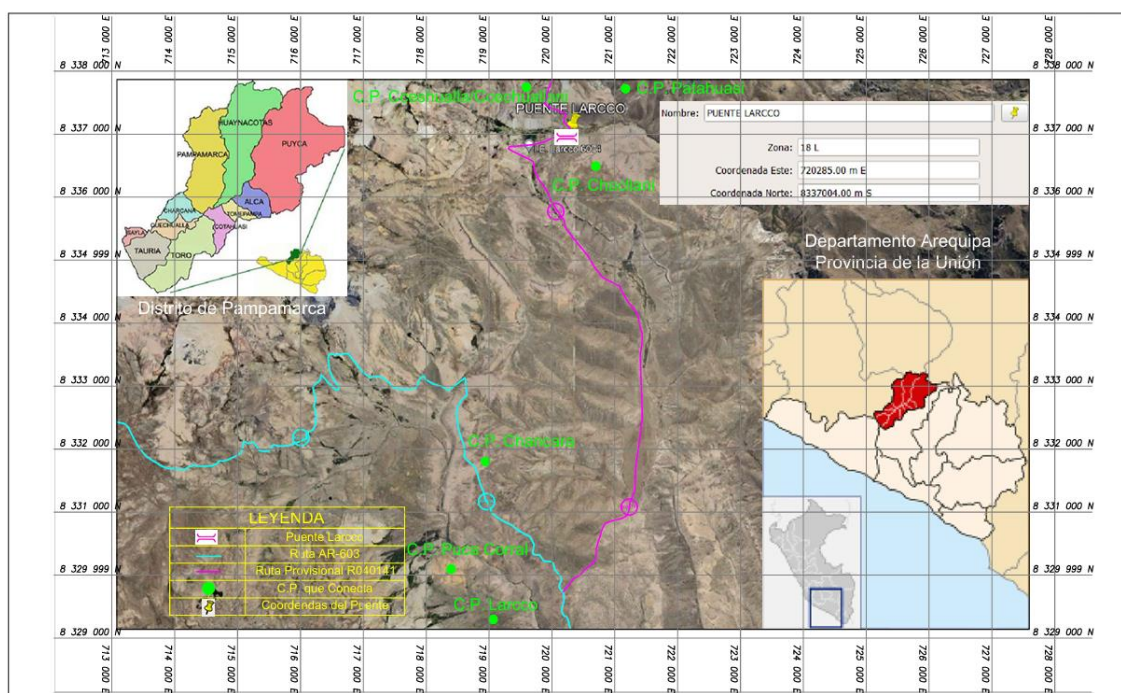 713 000 E
714 000 E
715 000 E
716 000 E
717 000 E
718 000 E
719 000 E
720 000 E
721 000 E
722 000 E
723 000 E
724 000 E
725 000 E
726 000 E
727 000 E
728 000 E
8 338 000 N
8 337 000 N
8 336 000 N
8 334 999 N
8 334 000 N
8 333 000 N
8 332 000 N
8 331 000 N
8 329 999 N
8 329 000 N
HUAYNACOTAS
PAMPAMARCA
PUYCA
ALCA
CHARCANA
TOMEPAMPA
QUECHUALLA
COTAHUASI
SAYLA
TAURIA
TORO
Distrito de Pampamarca
C.P.
C.P. Patahuasi
PUENTE LARCCO
C.P. Checllani
Nombre: PUENTE LARCCO
Zona: 18 L
Coordenada Este: 720285.00 m E
Coordenada Norte: 8337004.00 m S
Departamento Arequipa
Provincia de la Unión
C.P. Chancara
C.P. Puca Corral
C.P. Larcco
LEYENDA
Puente Larcco
Ruta AR-603
Ruta Provisional R040141
C.P. que Conecta
Coordendas del Puente
8 338 000 N
8 337 000 N
8 336 000 N
8 334 999 N
8 334 000 N
8 333 000 N
8 332 000 N
8 331 000 N
8 329 999 N
8 329 000 N
713 000 E
714 000 E
715 000 E
716 000 E
717 000 E
718 000 E
719 000 E
720 000 E
721 000 E
722 000 E
723 000 E
724 000 E
725 000 E
726 000 E
727 000 E
728 000 E